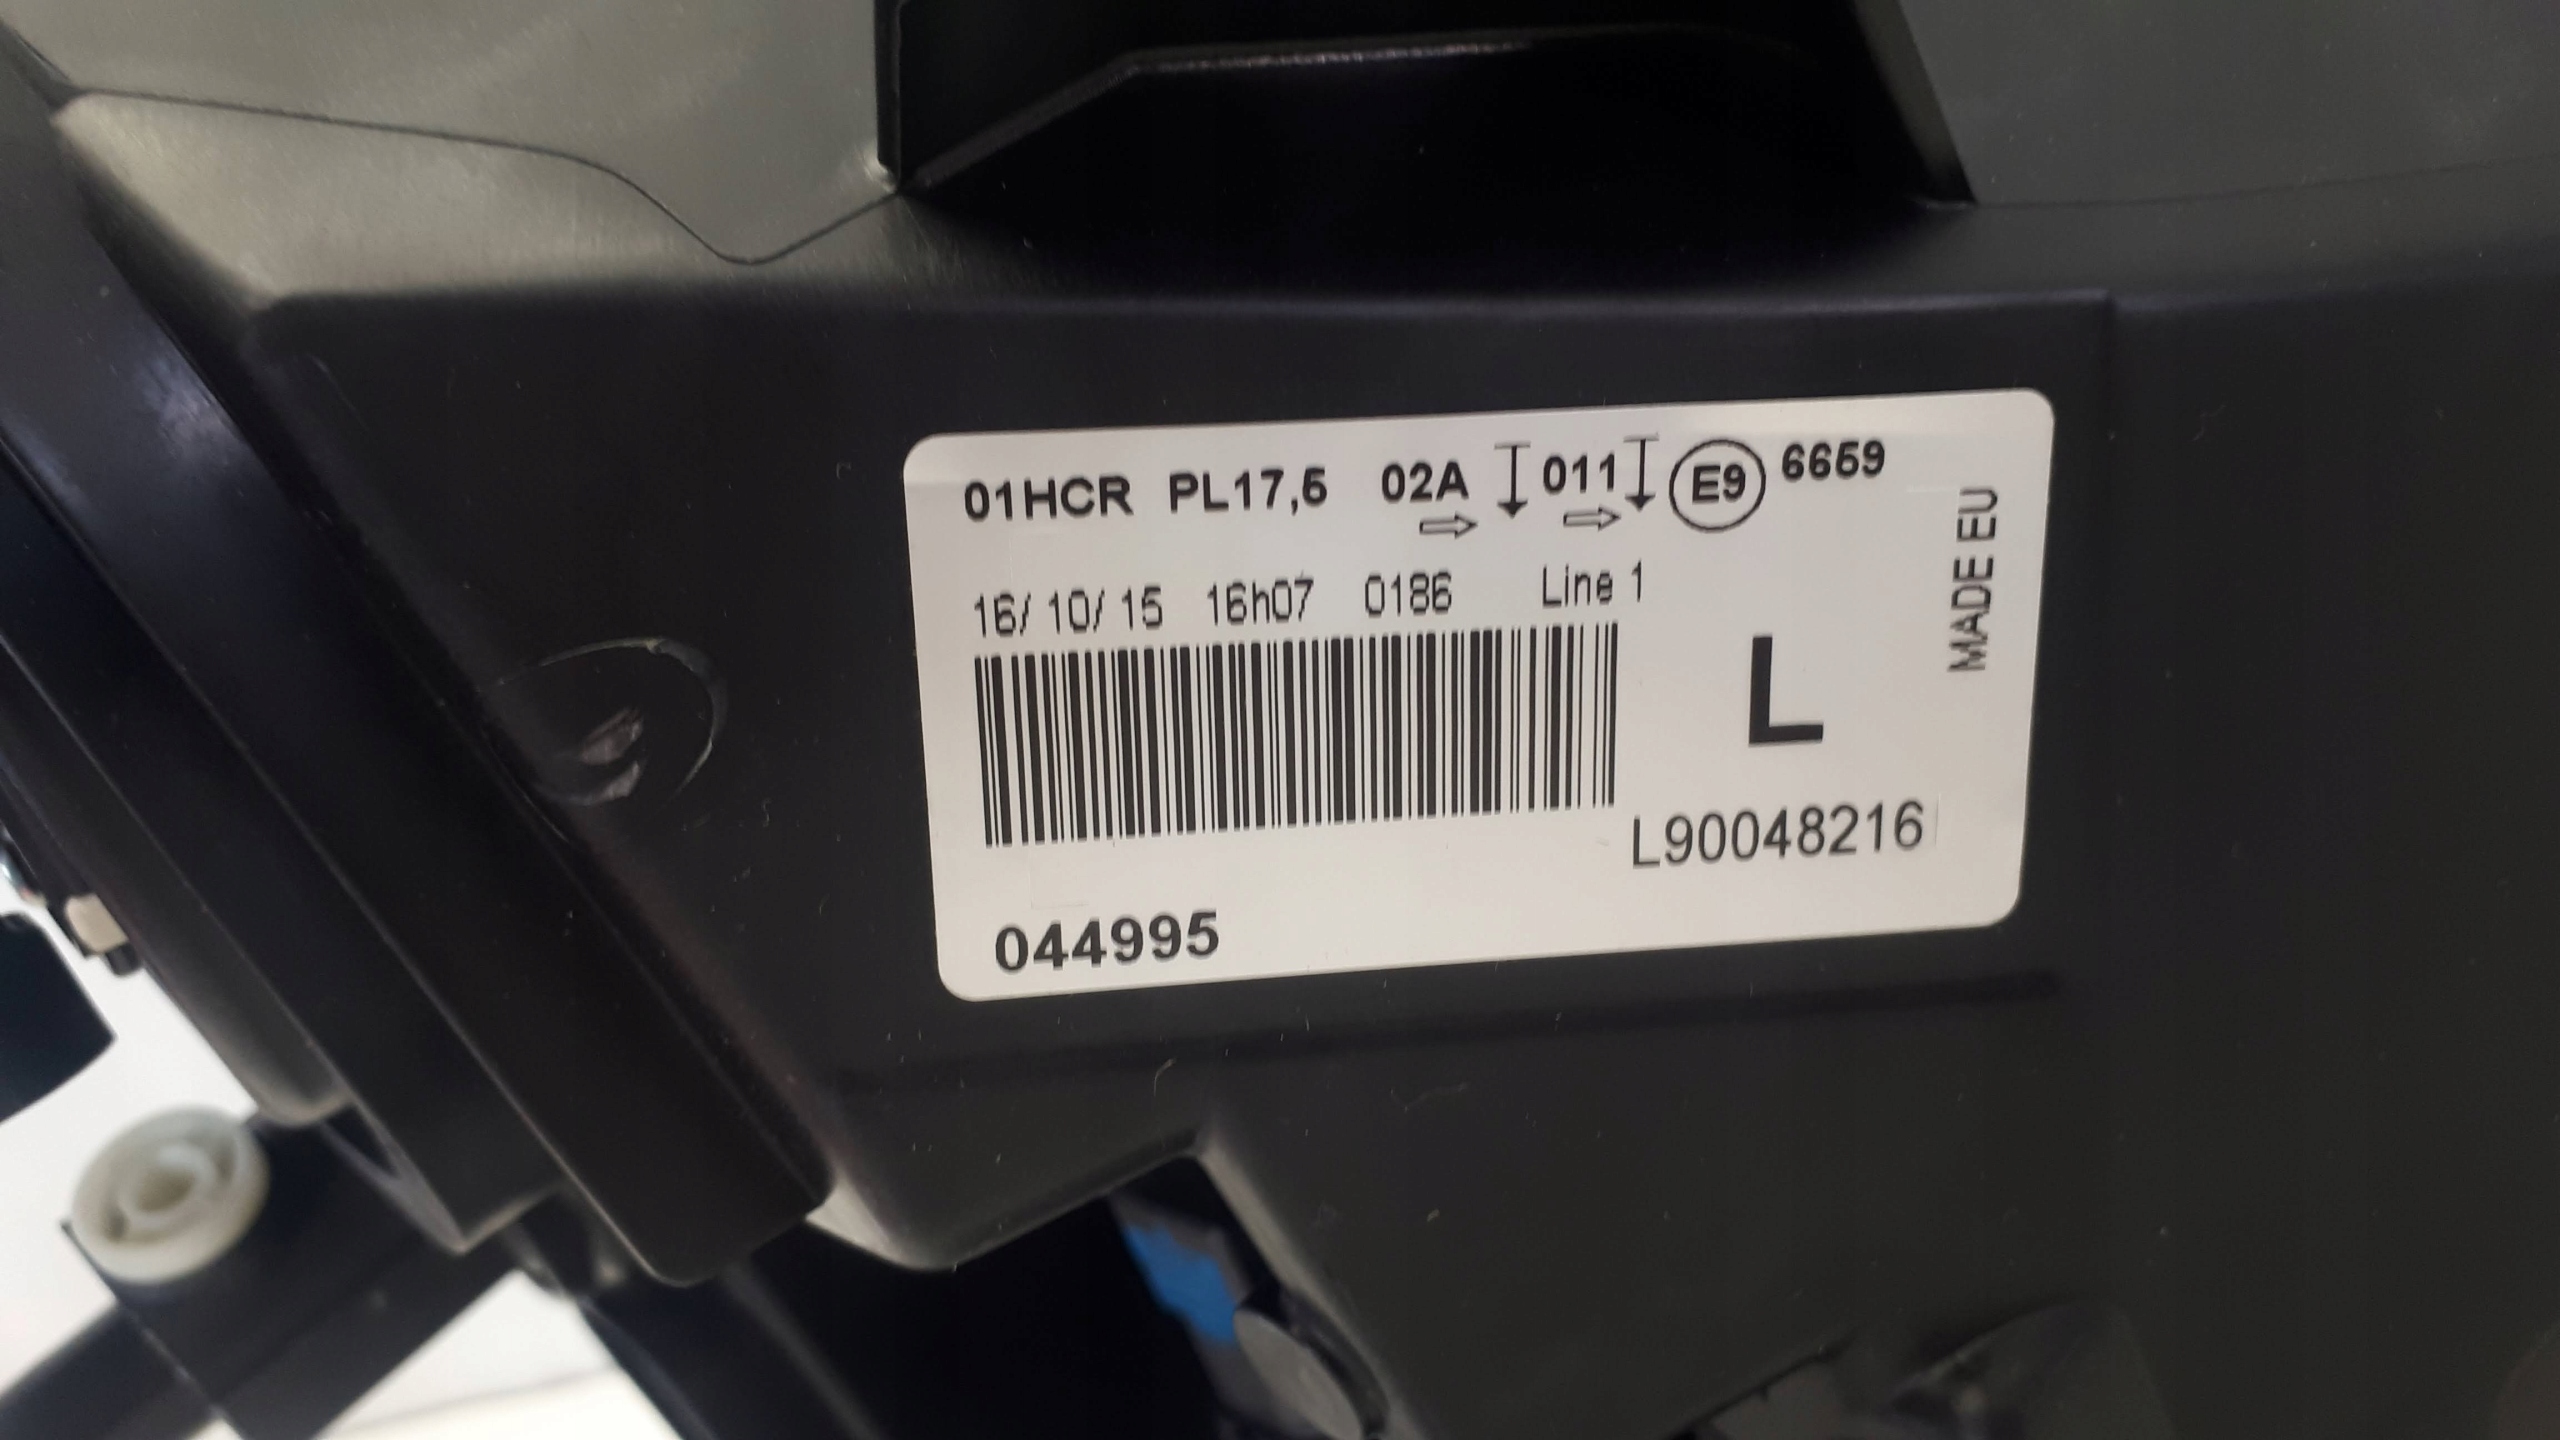 01HCR PL17,5 02A 011 E9 6659
16/ 10/ 15 16h07 0186 Line 1
MADE EU
L
L90048216
044995